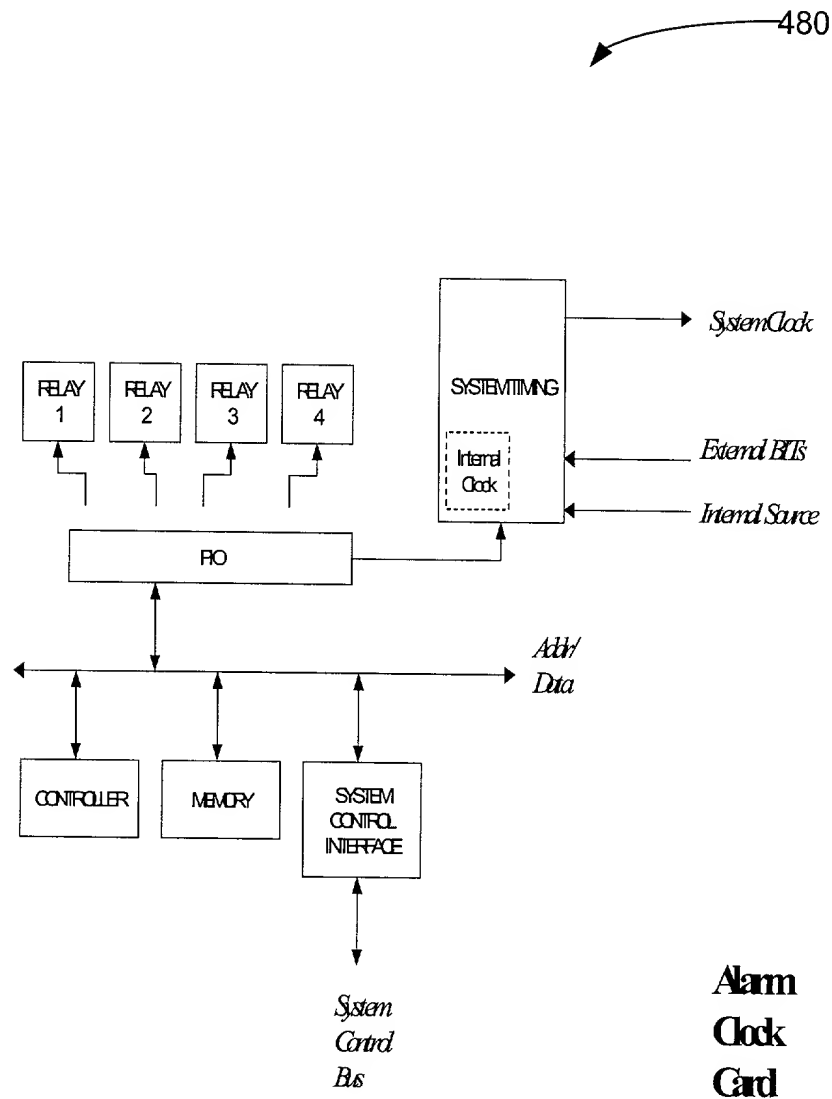 480
System Clock
RELAY
1
RELAY
2
RELAY
3
RELAY
4
SYSTEM TIMING
Internal
Clock
External BITs
Internal Source
PIO
Addr/
Data
CONTROLLER
MEMORY
SYSTEM
CONTROL
INTERFACE
System
Control
Bus
Alarm
Clock
Card